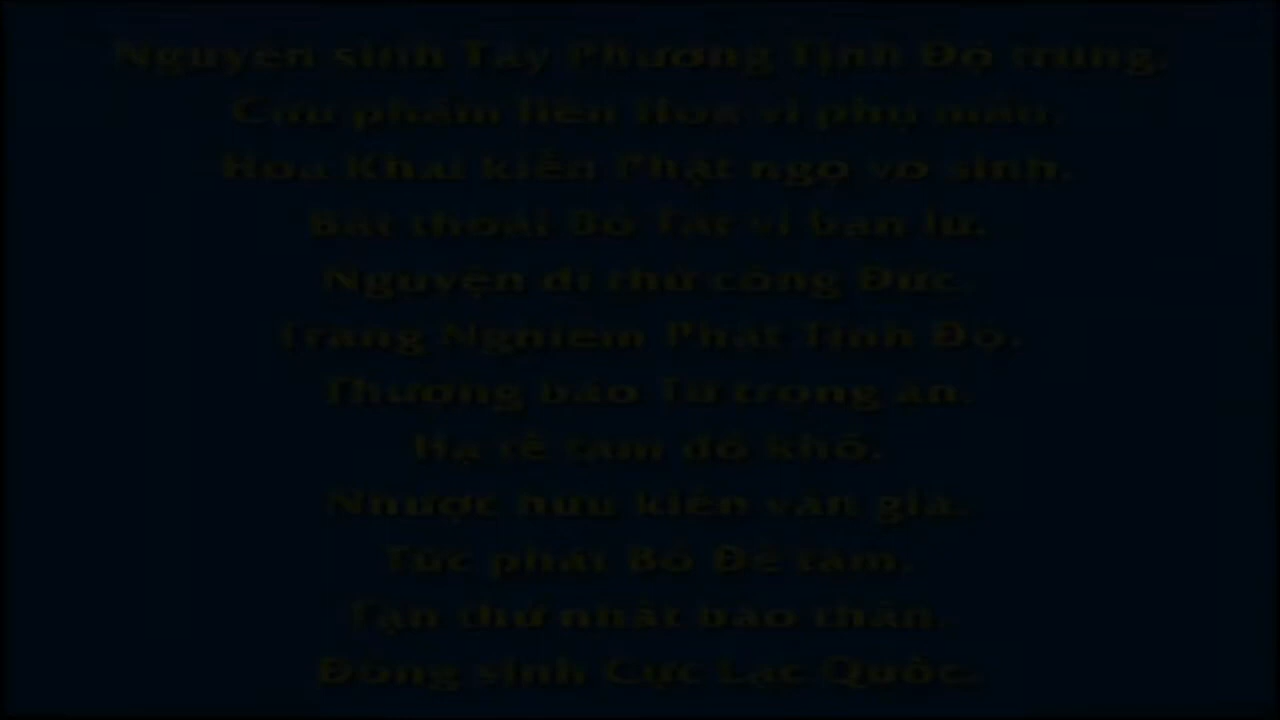 Nguyện sinh Tây Phương Tịnh Độ trung.
Cửu phẩm liên Hoa vi phụ mẫu.
Hoa Khai kiến Phật ngộ vô sinh.
Bất thoái Bồ Tát vi bạn lữ.
Nguyện dĩ thử công Đức.
Trang Nghiêm Phật Tịnh Độ.
Thượng báo Tứ trọng ân.
Hạ tế tam đồ khổ.
Nhược hữu kiến văn giả.
Tức phát Bồ Đề tâm.
Tận thử nhất báo thân.
Đồng sinh Cực Lạc Quốc.